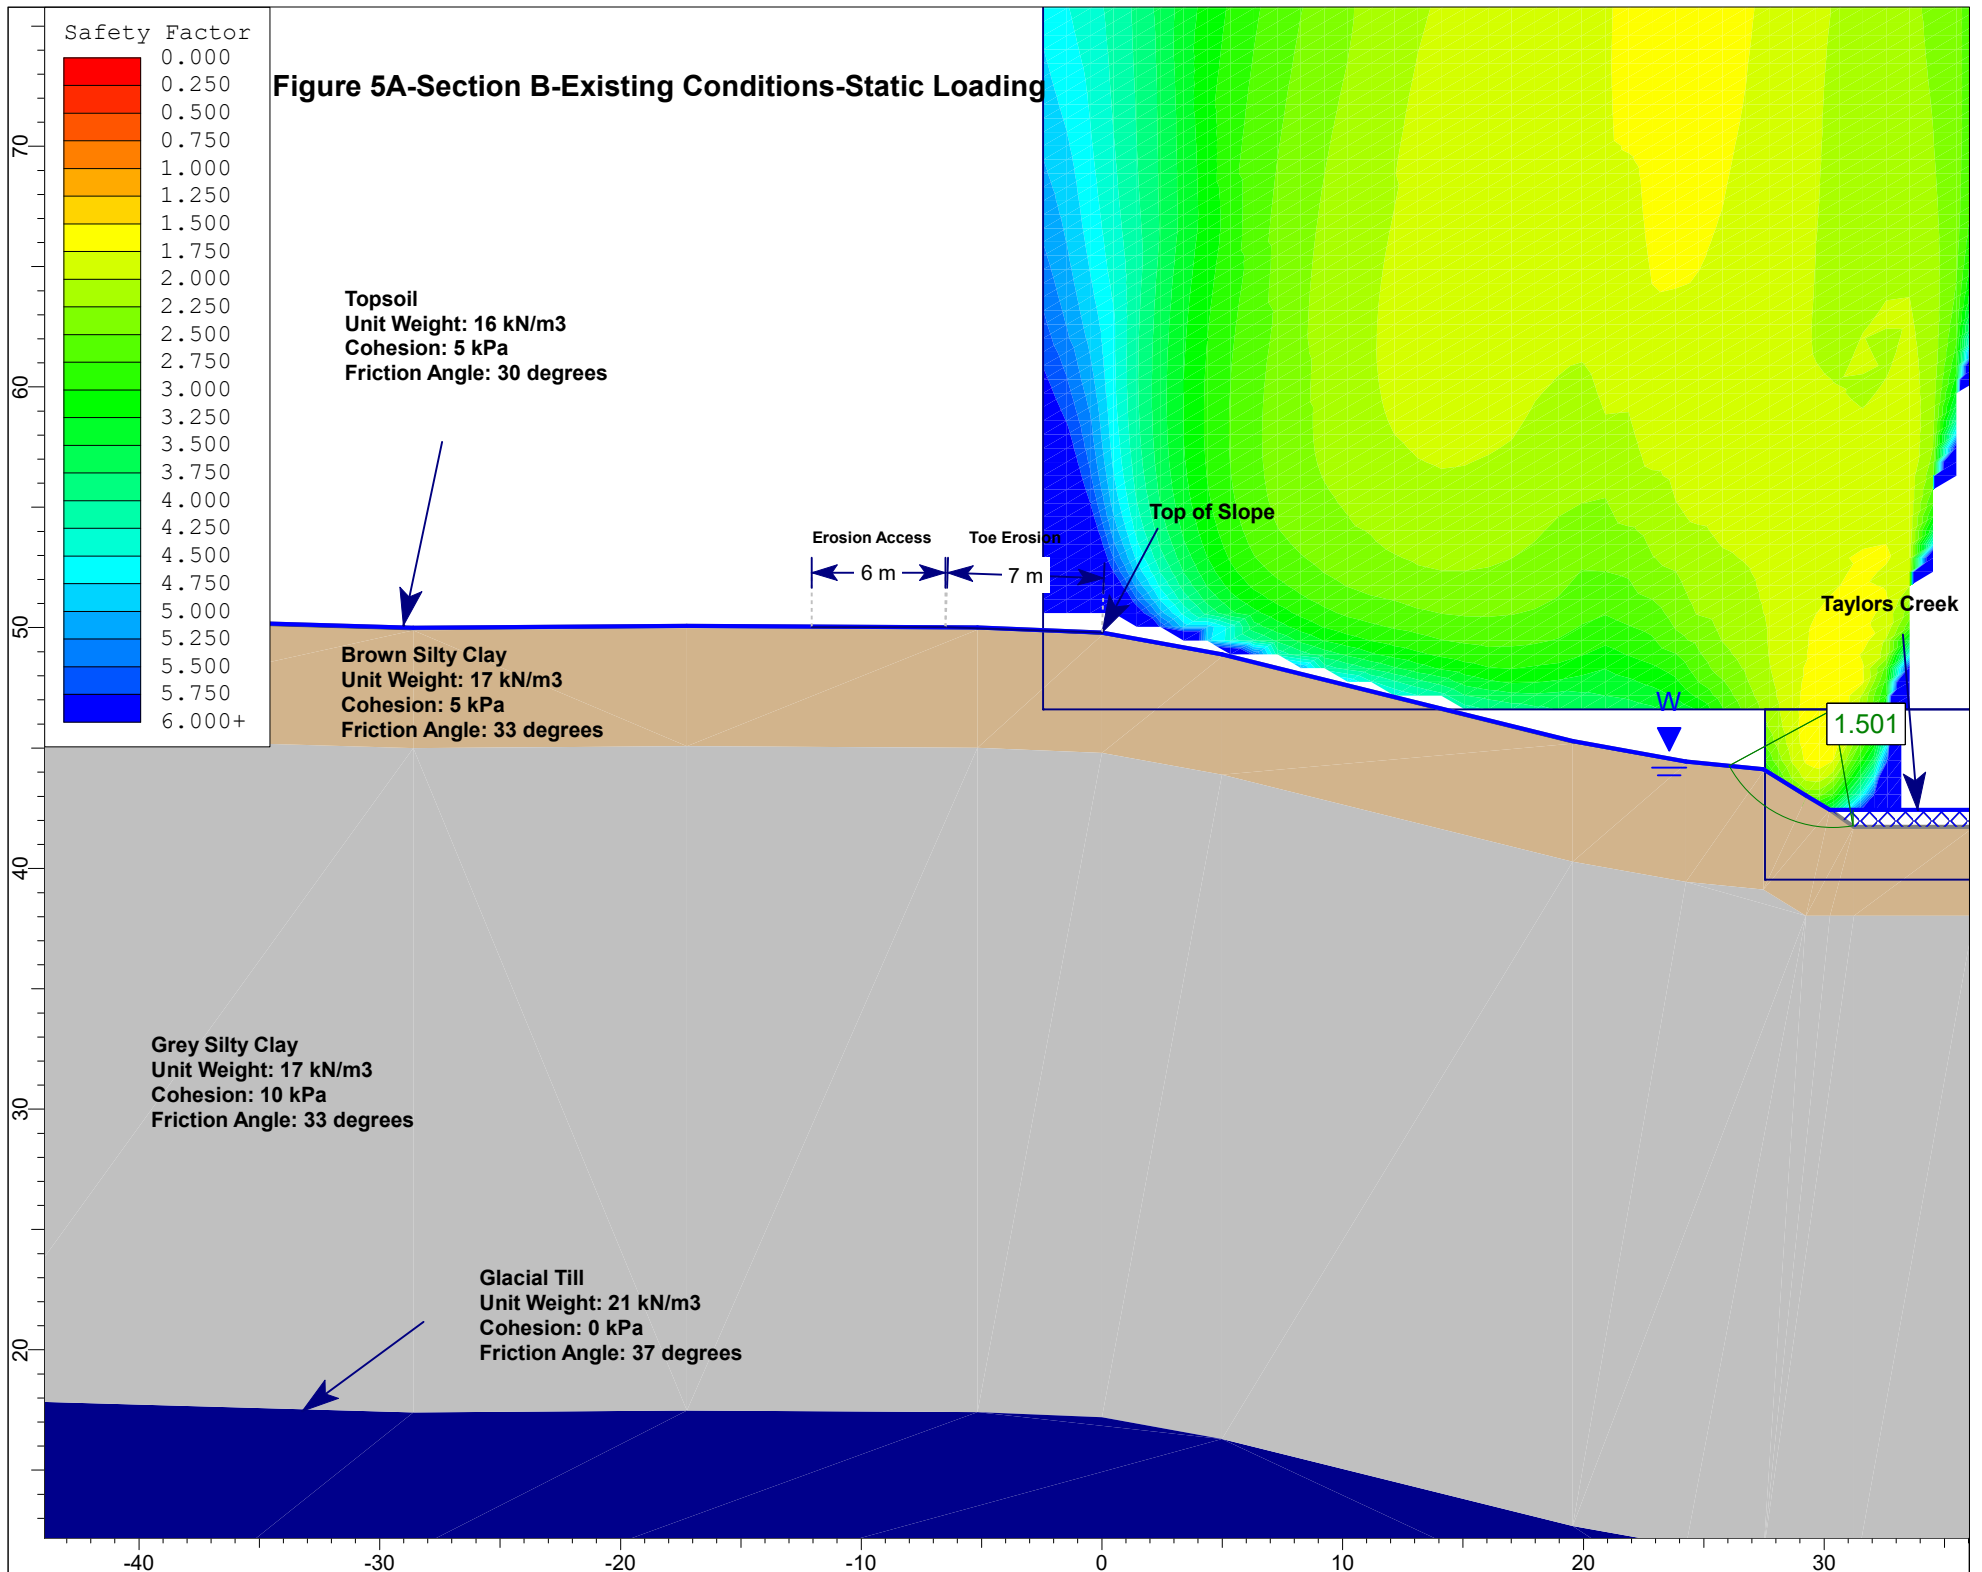 Safety Factor
0.000
0.250
0.500
0.750
1.000
1.250
1.500
1.750
2.000
2.250
2.500
2.750
3.000
3.250
3.500
3.750
4.000
4.250
4.500
4.750
5.000
5.250
5.500
5.750
6.000+
Figure 5A-Section B-Existing Conditions-Static Loading
Topsoil
Unit Weight: 16 kN/m3
Cohesion: 5 kPa
Friction Angle: 30 degrees
Erosion Access
Toe Erosion
6 m
7 m
Top of Slope
Taylors Creek
Brown Silty Clay
Unit Weight: 17 kN/m3
Cohesion: 5 kPa
Friction Angle: 33 degrees
W
1.501
Grey Silty Clay
Unit Weight: 17 kN/m3
Cohesion: 10 kPa
Friction Angle: 33 degrees
Glacial Till
Unit Weight: 21 kN/m3
Cohesion: 0 kPa
Friction Angle: 37 degrees
70
60
50
40
30
20
-40
-30
-20
-10
0
10
20
30